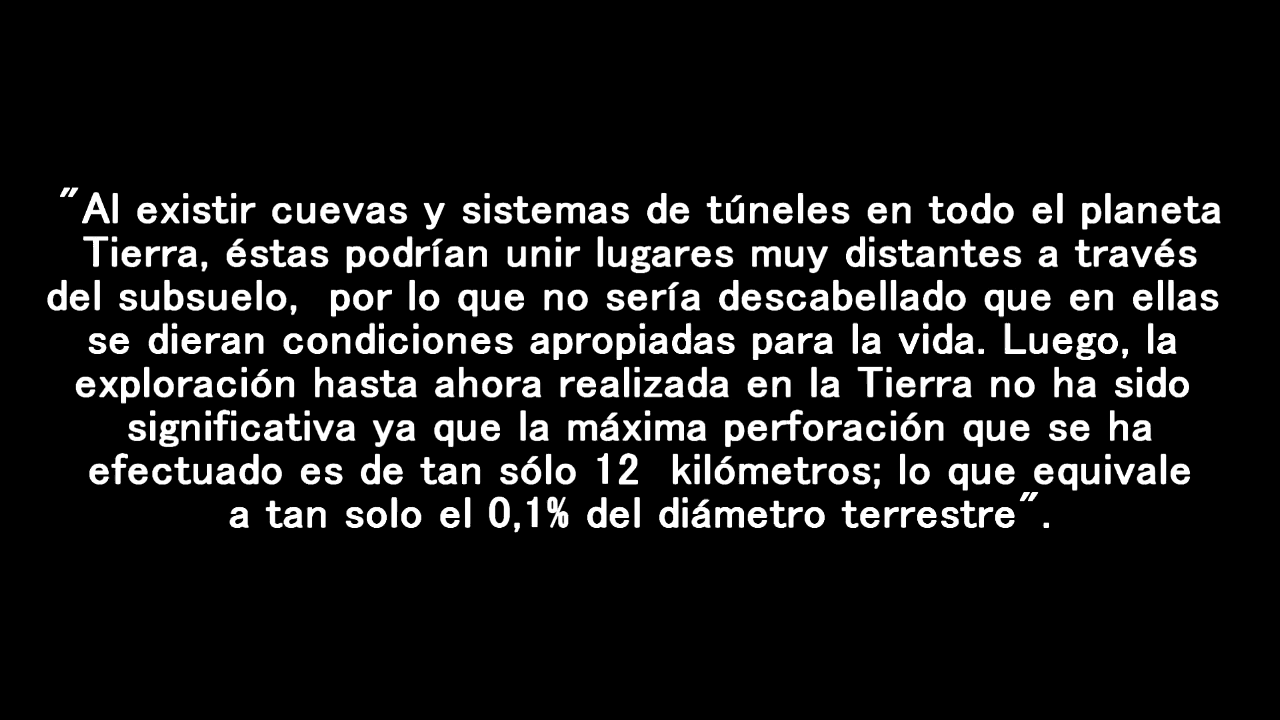 "Al existir cuevas y sistemas de túneles en todo el planeta
Tierra, éstas podrían unir lugares muy distantes a través
del subsuelo,  por lo que no sería descabellado que en ellas
se dieran condiciones apropiadas para la vida. Luego, la
exploración hasta ahora realizada en la Tierra no ha sido
significativa ya que la máxima perforación que se ha
efectuado es de tan sólo 12  kilómetros; lo que equivale
a tan solo el 0,1% del diámetro terrestre".